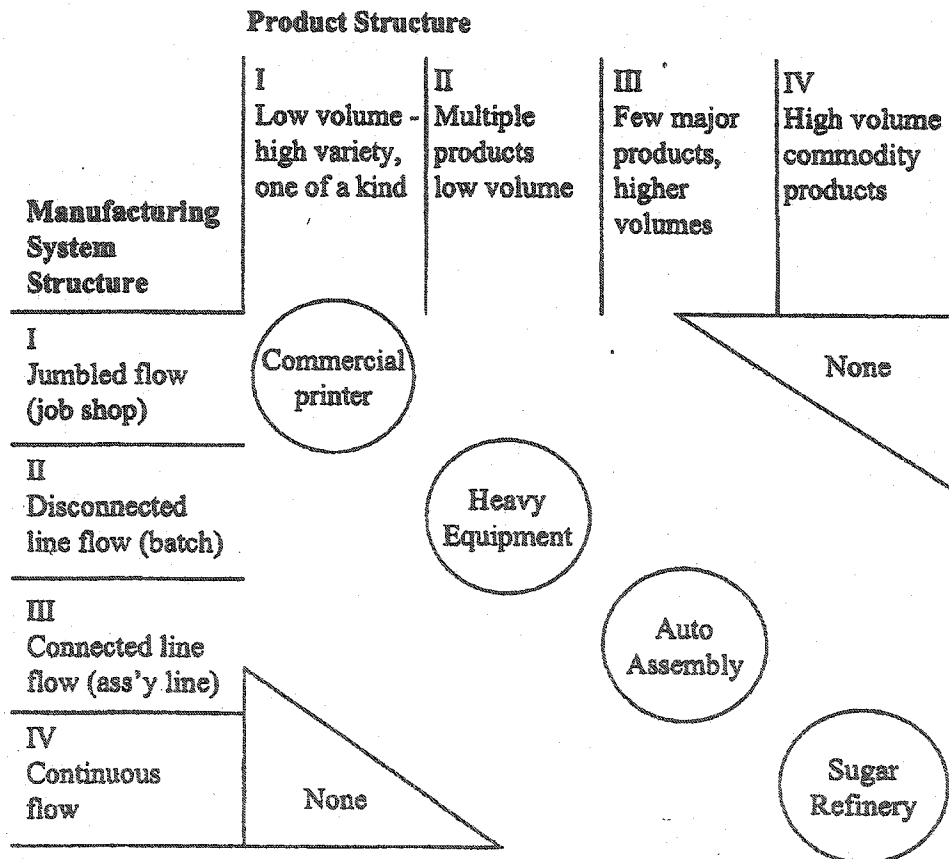 Product Structure
I
Low volume -
high variety,
one of a kind
II
Multiple
products
low volume
III
Few major
products,
higher
volumes
IV
High volume
commodity
products
Manufacturing
System
Structure
I
Jumbled flow
(job shop)
Commercial
printer
None
II
Disconnected
line flow (batch)
Heavy
Equipment
III
Connected line
flow (ass'y line)
Auto
Assembly
IV
Continuous
flow
None
Sugar
Refinery